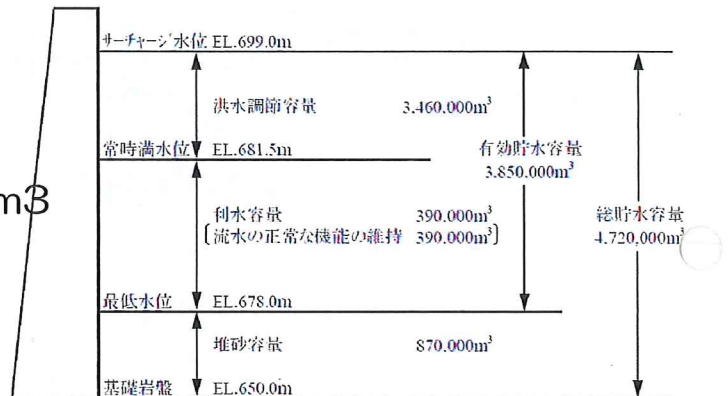 サーチャージ水位 EL.699.0m
洪水調節容量 3,460,000m³
有効貯水容量
3,850,000m³
常時満水位 EL.681.5m
m3
利水容量 390,000m³
〔流水の正常な機能の維持 390,000m³〕
総貯水容量
4,720,000m³
最低水位 EL.678.0m
堆砂容量 870,000m³
基礎岩盤 EL.650.0m